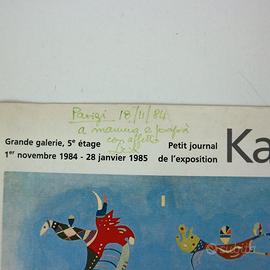 Parigi 18/11/84
a mamma e papà
con affetto
Grande galerie, 5e étage
1er novembre 1984 - 28 janvier 1985
Petit journal
de l'exposition
Ka